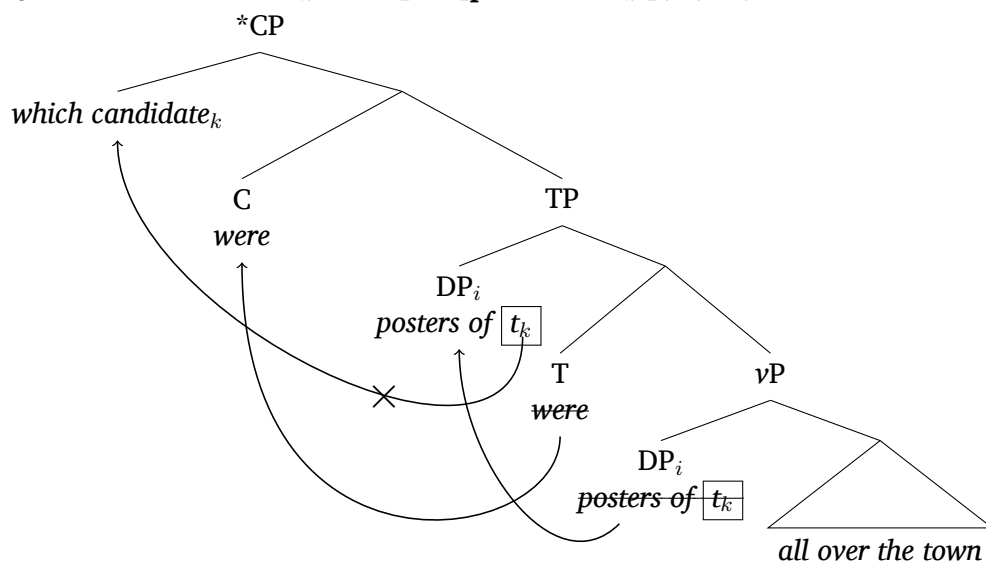 *CP
which candidate_k
C
were
TP
DP_i
posters of t_k
T
were
vP
DP_i
posters of t_k
all over the town